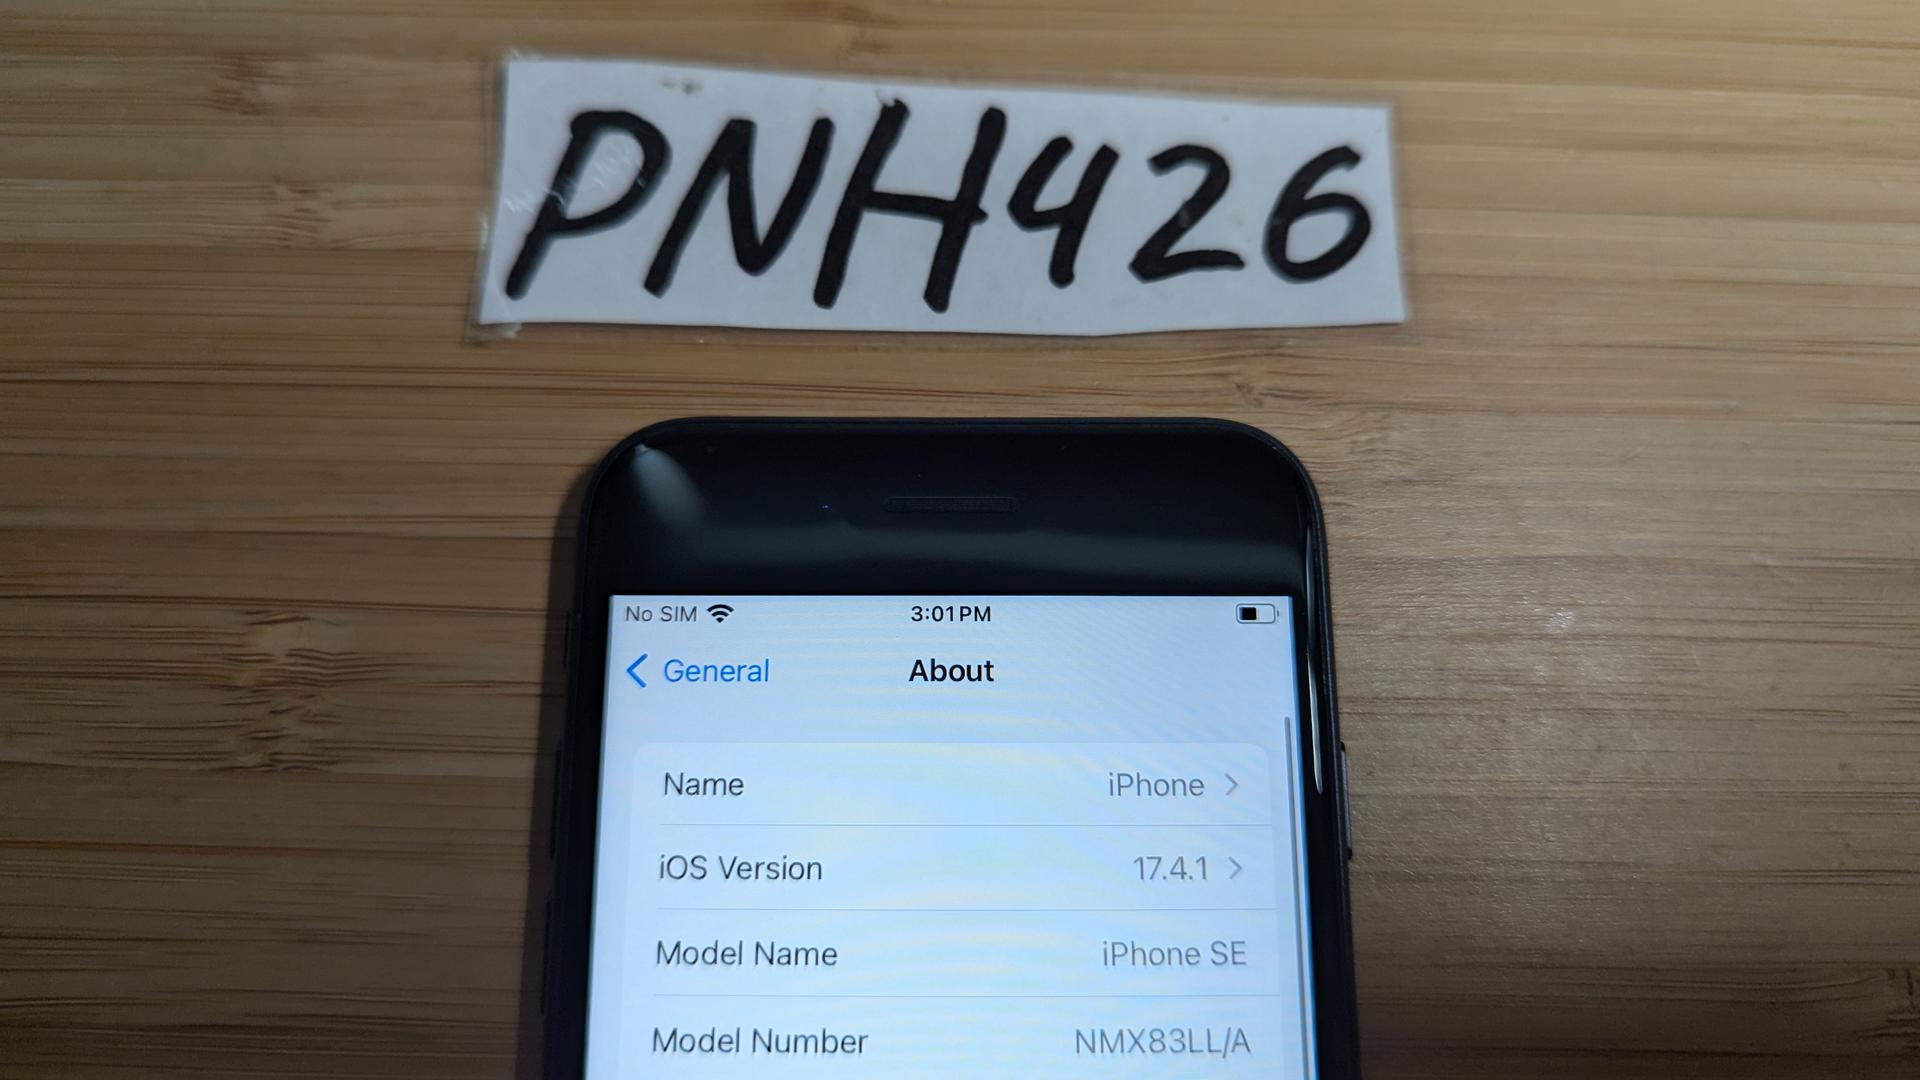 PNH426
No SIM 3:01 PM
General About
Name iPhone
iOS Version 17.4.1
Model Name iPhone SE
Model Number NMX83LL/A